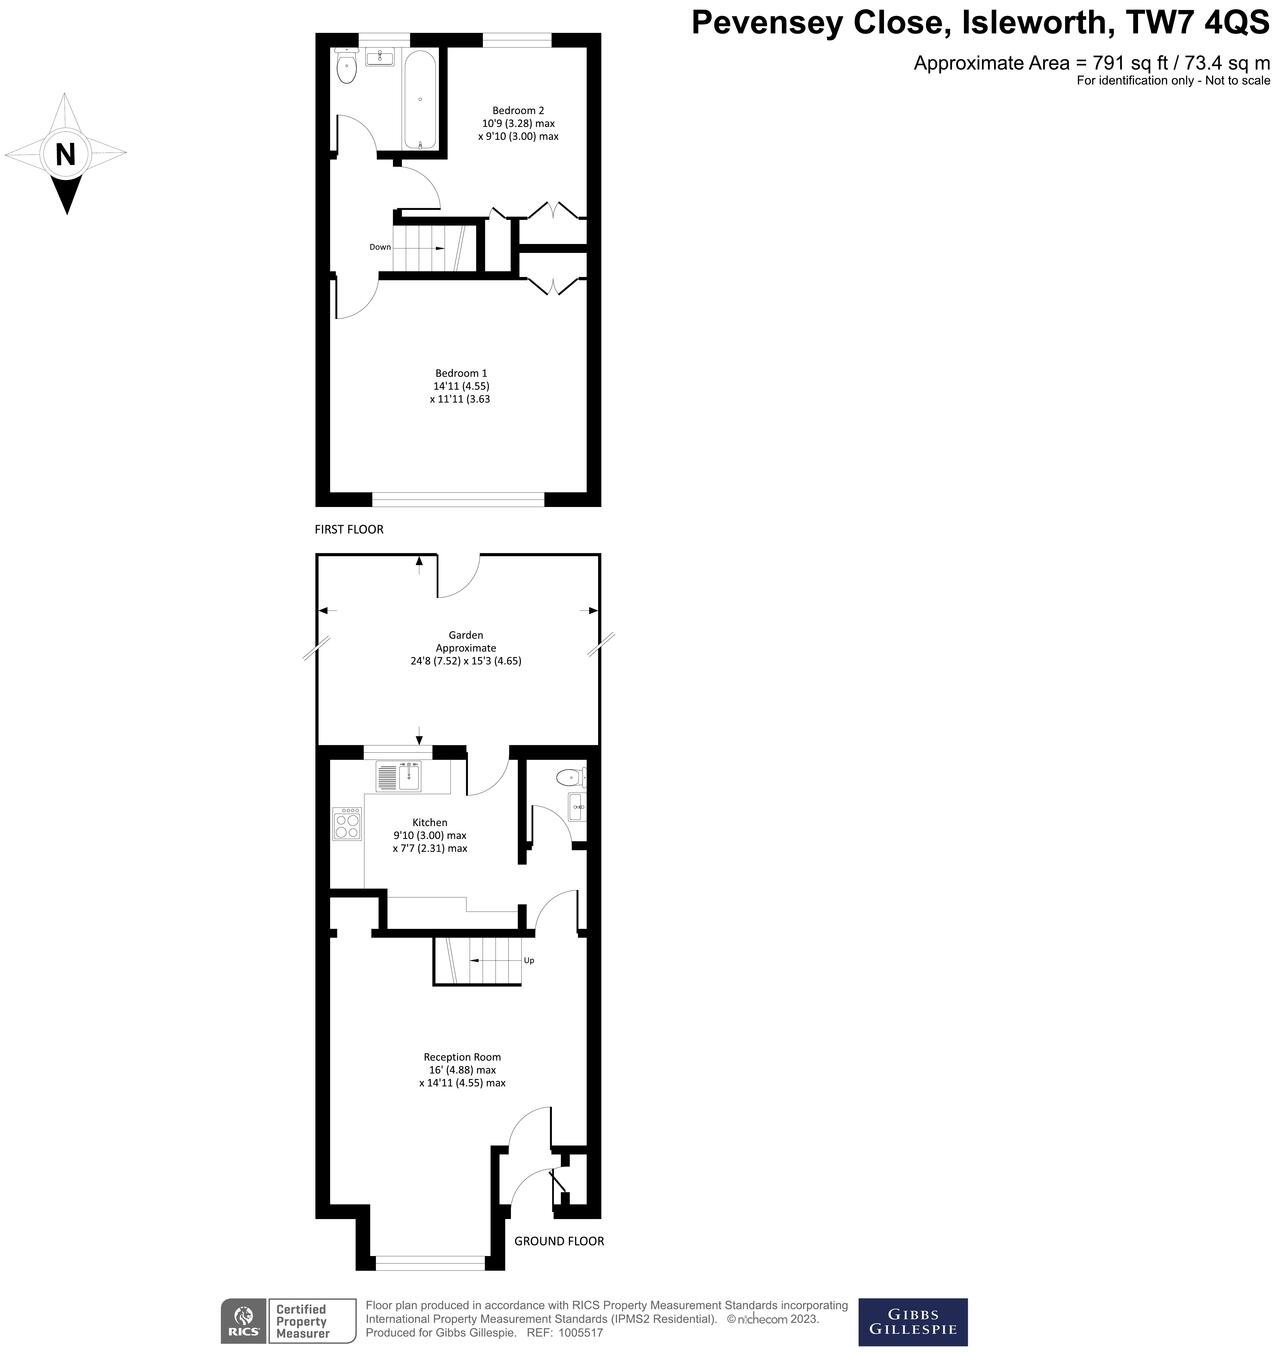 Pevensey Close, Isleworth, TW7 4QS
Approximate Area = 791 sq ft / 73.4 sq m
For identification only - Not to scale
N
Bedroom 2
10'9 (3.28) max
x 9'10 (3.00) max
Down
Bedroom 1
14'11 (4.55)
x 11'11 (3.63
FIRST FLOOR
Garden
Approximate
24'8 (7.52) x 15'3 (4.65)
Kitchen
9'10 (3.00) max
x 7'7 (2.31) max
Up
Reception Room
16' (4.88) max
x 14'11 (4.55) max
GROUND FLOOR
RICS
Certified
Property
Measurer
Floor plan produced in accordance with RICS Property Measurement Standards incorporating
International Property Measurement Standards (IPMS2 Residential). © nichecom 2023.
Produced for Gibbs Gillespie. REF: 1005517
GIBBS
GILLESPIE